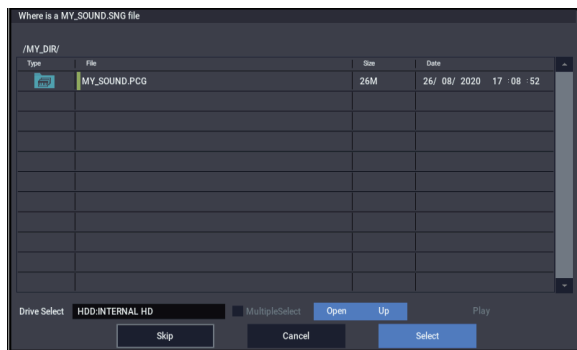 Where is a MY_SOUND.SNG file
/MY_DIR/
Type File Size Date
MY_SOUND.PCG 26M 26/ 08/ 2020 17 :08 :52
Drive Select HDD:INTERNAL HD MultipleSelect Open Up Play
Skip Cancel Select